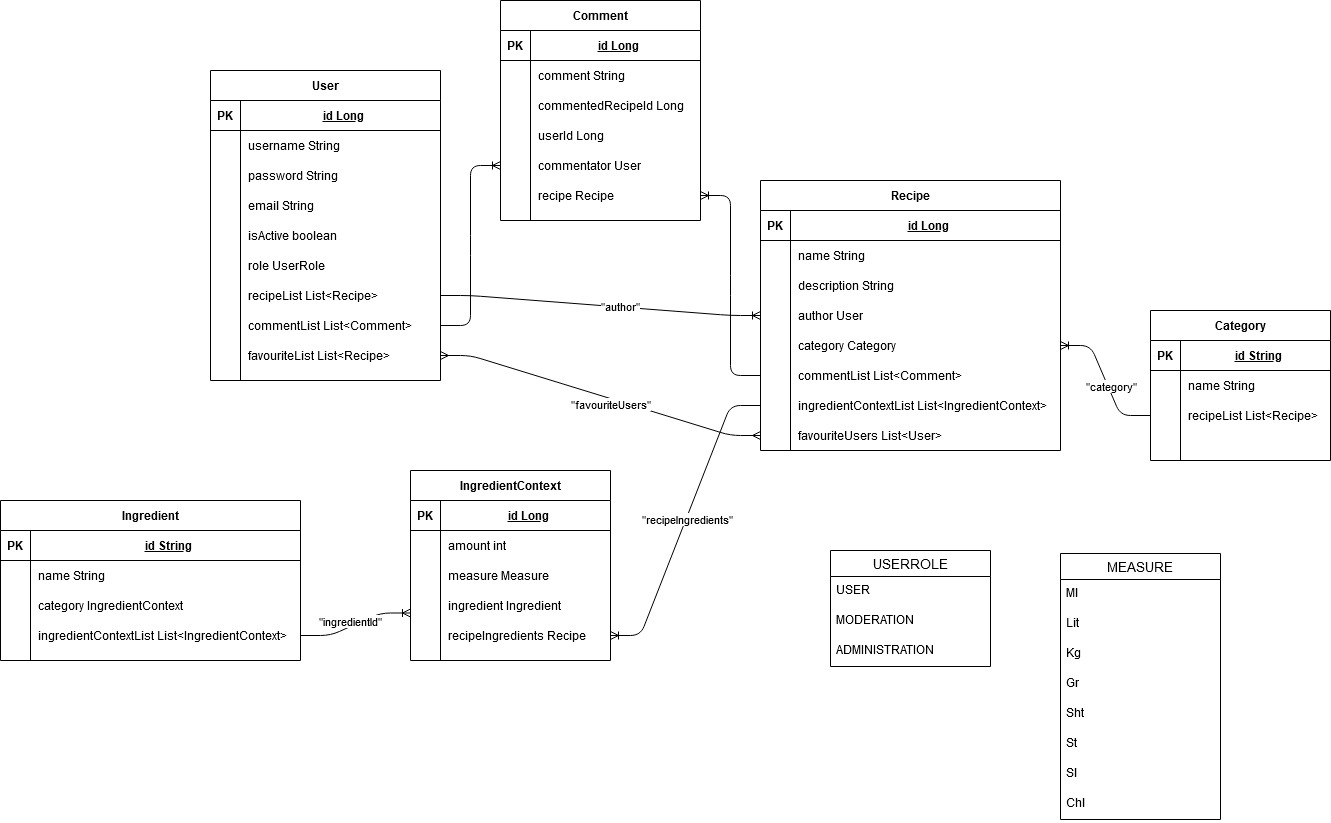 Comment
PK id Long
comment String
commentedRecipeId Long
userId Long
commentator User
recipe Recipe
User
PK id Long
username String
password String
email String
isActive boolean
role UserRole
recipeList List<Recipe>
commentList List<Comment>
favouriteList List<Recipe>
"author"
"favouriteUsers"
Recipe
PK id Long
name String
description String
author User
category Category
commentList List<Comment>
ingredientContextList List<IngredientContext>
favouriteUsers List<User>
"category"
Category
PK id String
name String
recipeList List<Recipe>
"recipeIngredients"
IngredientContext
PK id Long
amount int
measure Measure
ingredient Ingredient
recipeIngredients Recipe
Ingredient
PK id String
name String
category IngredientContext
ingredientContextList List<IngredientContext>
"ingredientId"
USERROLE
USER
MODERATION
ADMINISTRATION
MEASURE
Ml
Lit
Kg
Gr
Sht
St
Sl
Chl